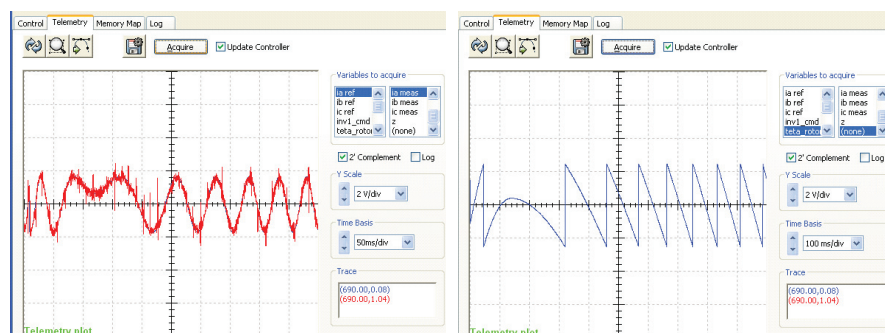 Control Telemetry Memory Map Log
Acquire Update Controller
Variables to acquire
ia ref
ib ref
ic ref
inv1_cmd
teta_rotor
ia meas
ib meas
ic meas
z
(none)
2' Complement Log
Y Scale
2 V/div
Time Basis
50ms/div
Trace
(690.00,0.08)
(690.00,1.04)
Telemetry plot
Control Telemetry Memory Map Log
Acquire Update Controller
Variables to acquire
ia ref
ib ref
ic ref
inv1_cmd
teta_rotor
ia meas
ib meas
ic meas
z
(none)
2' Complement Log
Y Scale
2 V/div
Time Basis
100 ms/div
Trace
(690.00,0.08)
(690.00,1.04)
Telemetry plot